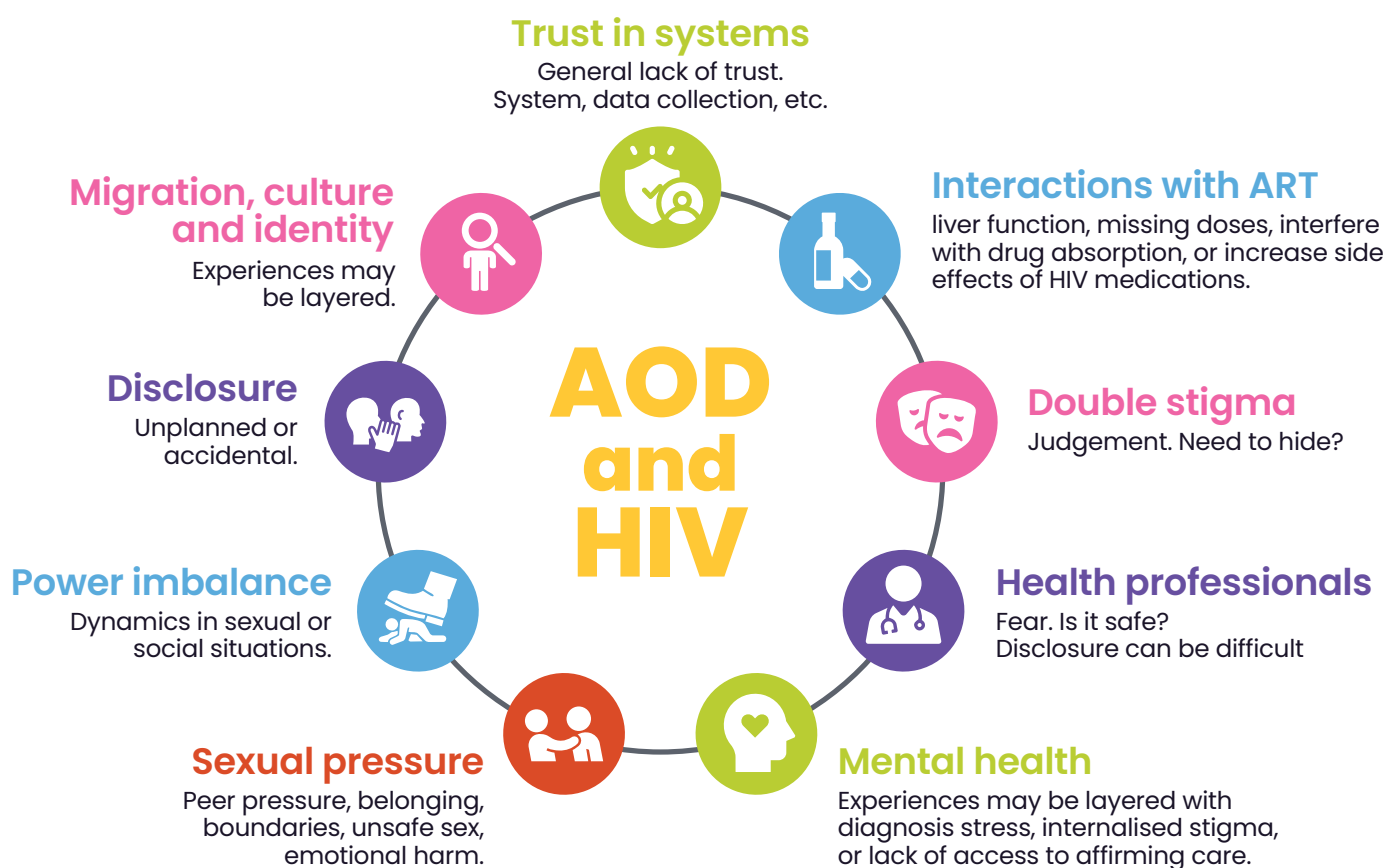 Trust in systems
General lack of trust.
System, data collection, etc.
Interactions with ART
liver function, missing doses, interfere
with drug absorption, or increase side
effects of HIV medications.
Double stigma
Judgement. Need to hide?
Health professionals
Fear. Is it safe?
Disclosure can be difficult
Mental health
Experiences may be layered with
diagnosis stress, internalised stigma,
or lack of access to affirming care.
Sexual pressure
Peer pressure, belonging,
boundaries, unsafe sex,
emotional harm.
Power imbalance
Dynamics in sexual or
social situations.
Disclosure
Unplanned or
accidental.
Migration, culture
and identity
Experiences may
be layered.
AOD
and
HIV